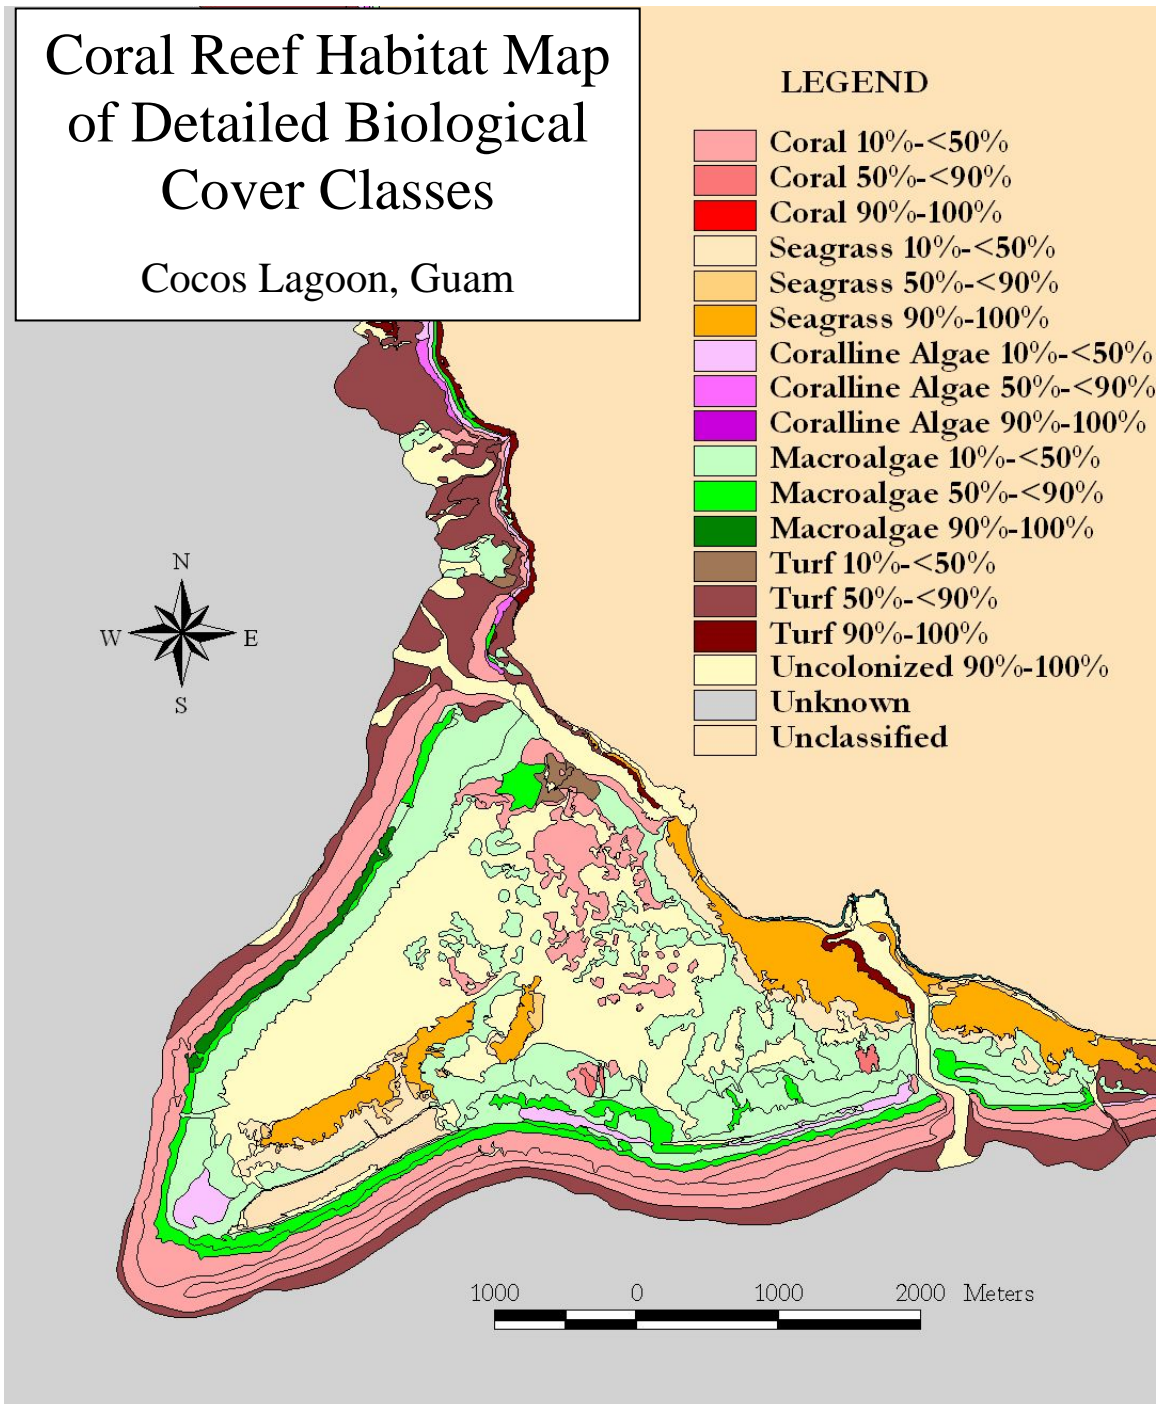 Coral Reef Habitat Map
of Detailed Biological
Cover Classes
Cocos Lagoon, Guam
LEGEND
Coral 10%-<50%
Coral 50%-<90%
Coral 90%-100%
Seagrass 10%-<50%
Seagrass 50%-<90%
Seagrass 90%-100%
Coralline Algae 10%-<50%
Coralline Algae 50%-<90%
Coralline Algae 90%-100%
Macroalgae 10%-<50%
Macroalgae 50%-<90%
Macroalgae 90%-100%
Turf 10%-<50%
Turf 50%-<90%
Turf 90%-100%
Uncolonized 90%-100%
Unknown
Unclassified
N
W E
S
1000 0 1000 2000 Meters